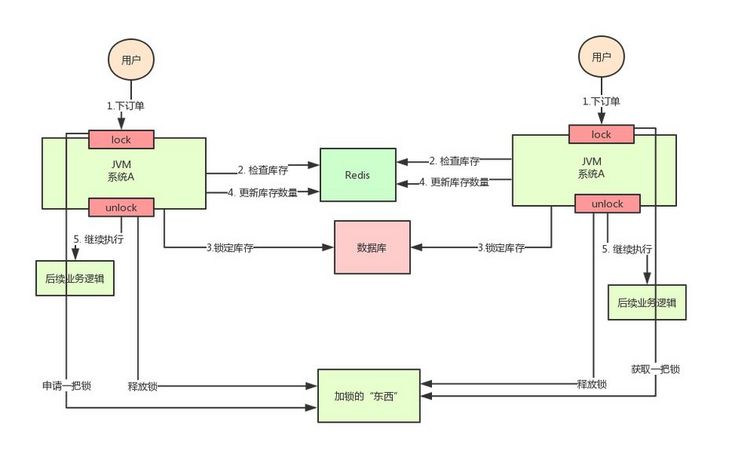 用户
用户
1.下订单
1.下订单
lock
lock
JVM
系统A
JVM
系统A
2. 检查库存
2. 检查库存
Redis
4. 更新库存数量
4. 更新库存数量
unlock
unlock
5. 继续执行
5. 继续执行
3.锁定库存
数据库
3.锁定库存
后续业务逻辑
后续业务逻辑
申请一把锁
释放锁
加锁的“东西”
释放锁
获取一把锁